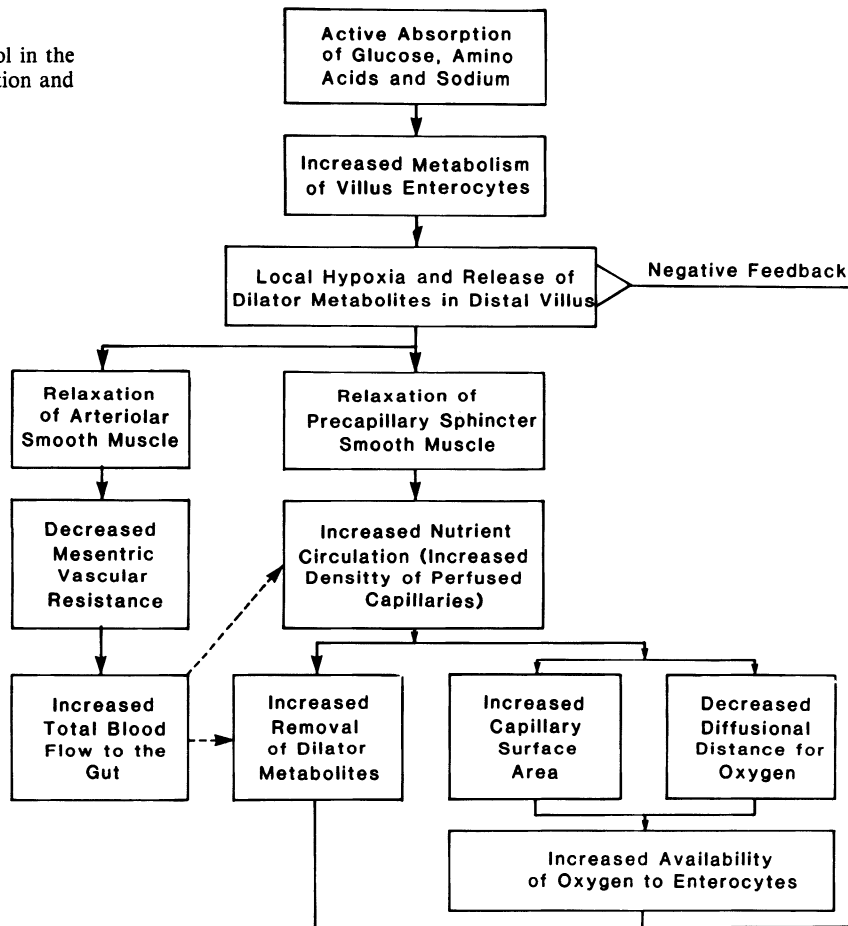 ol in the
tion and
Active Absorption
of Glucose, Amino
Acids and Sodium
Increased Metabolism
of Villus Enterocytes
Local Hypoxia and Release of
Dilator Metabolites in Distal Villus
Negative Feedback
Relaxation
of Arteriolar
Smooth Muscle
Relaxation of
Precapillary Sphincter
Smooth Muscle
Decreased
Mesentric
Vascular
Resistance
Increased Nutrient
Circulation (Increased
Densitty of Perfused
Capillaries)
Increased
Total Blood
Flow to the
Gut
Increased
Removal
of Dilator
Metabolites
Increased
Capillary
Surface
Area
Decreased
Diffusional
Distance for
Oxygen
Increased Availability
of Oxygen to Enterocytes